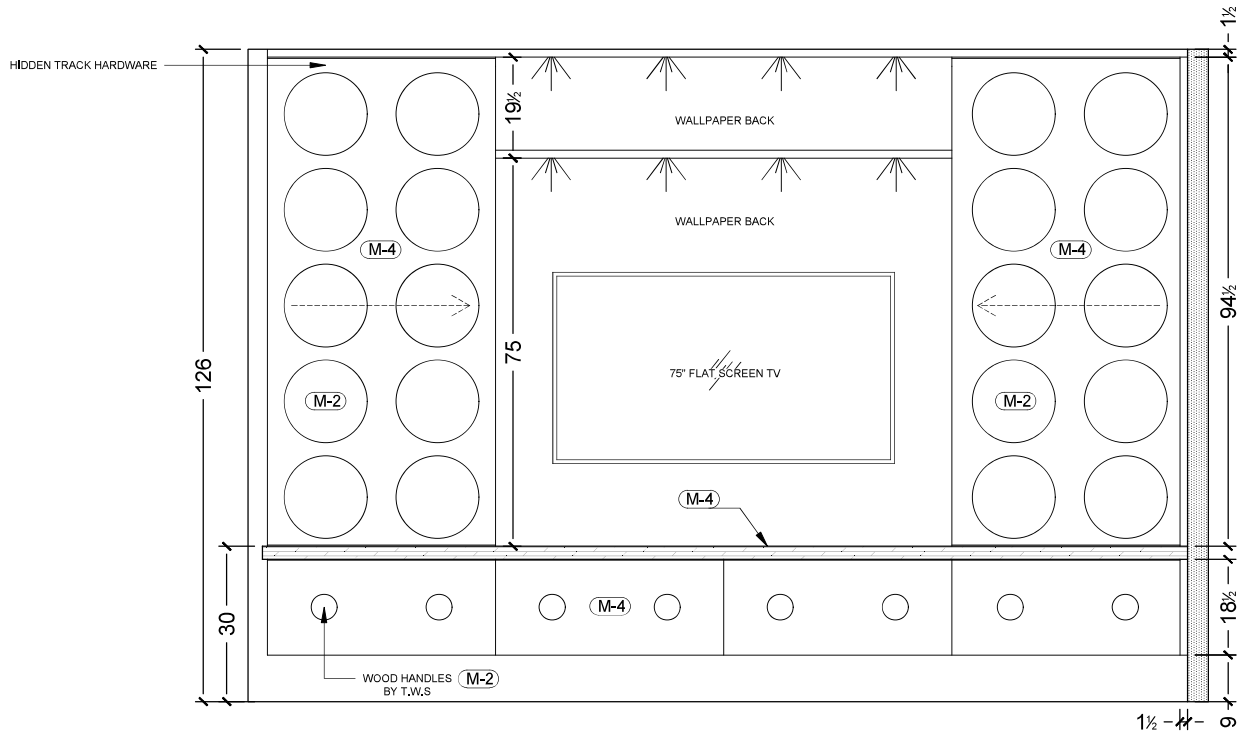 1½
HIDDEN TRACK HARDWARE
19½
WALLPAPER BACK
WALLPAPER BACK
M-4
M-4
94½
126
75
75" FLAT SCREEN TV
M-2
M-2
M-4
30
M-4
18½
WOOD HANDLES M-2
BY T.W.S
1½
9